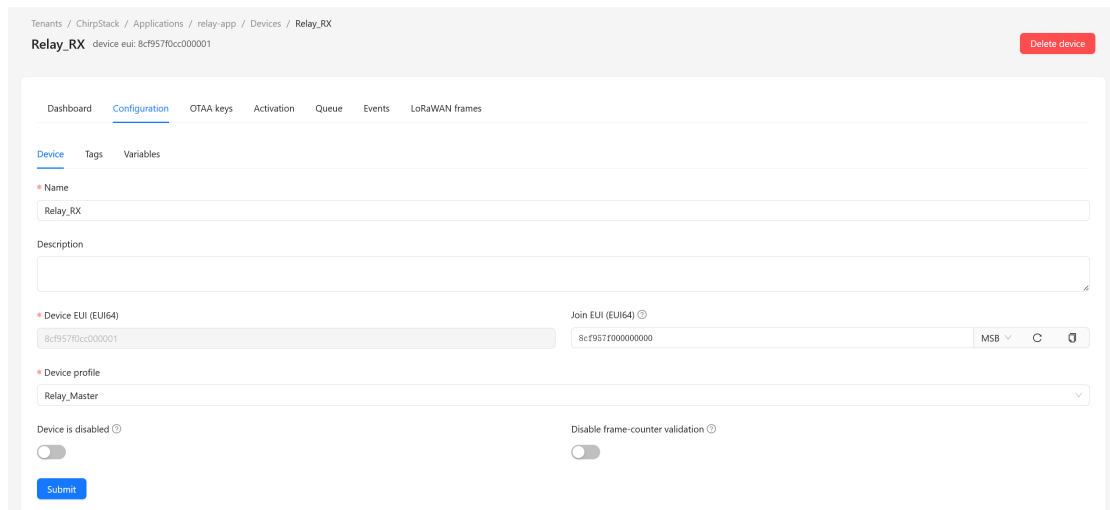 Tenants / ChirpStack / Applications / relay-app / Devices / Relay_RX
Relay_RX device eui: 8cf957f0cc000001
Delete device
Dashboard Configuration OTAA keys Activation Queue Events LoRaWAN frames
Device Tags Variables
* Name
Relay_RX
Description
* Device EUI (EUI64) Join EUI (EUI64)
8cf957f0cc000001 8cf957f000000000 MSB
* Device profile
Relay_Master
Device is disabled Disable frame-counter validation
Submit